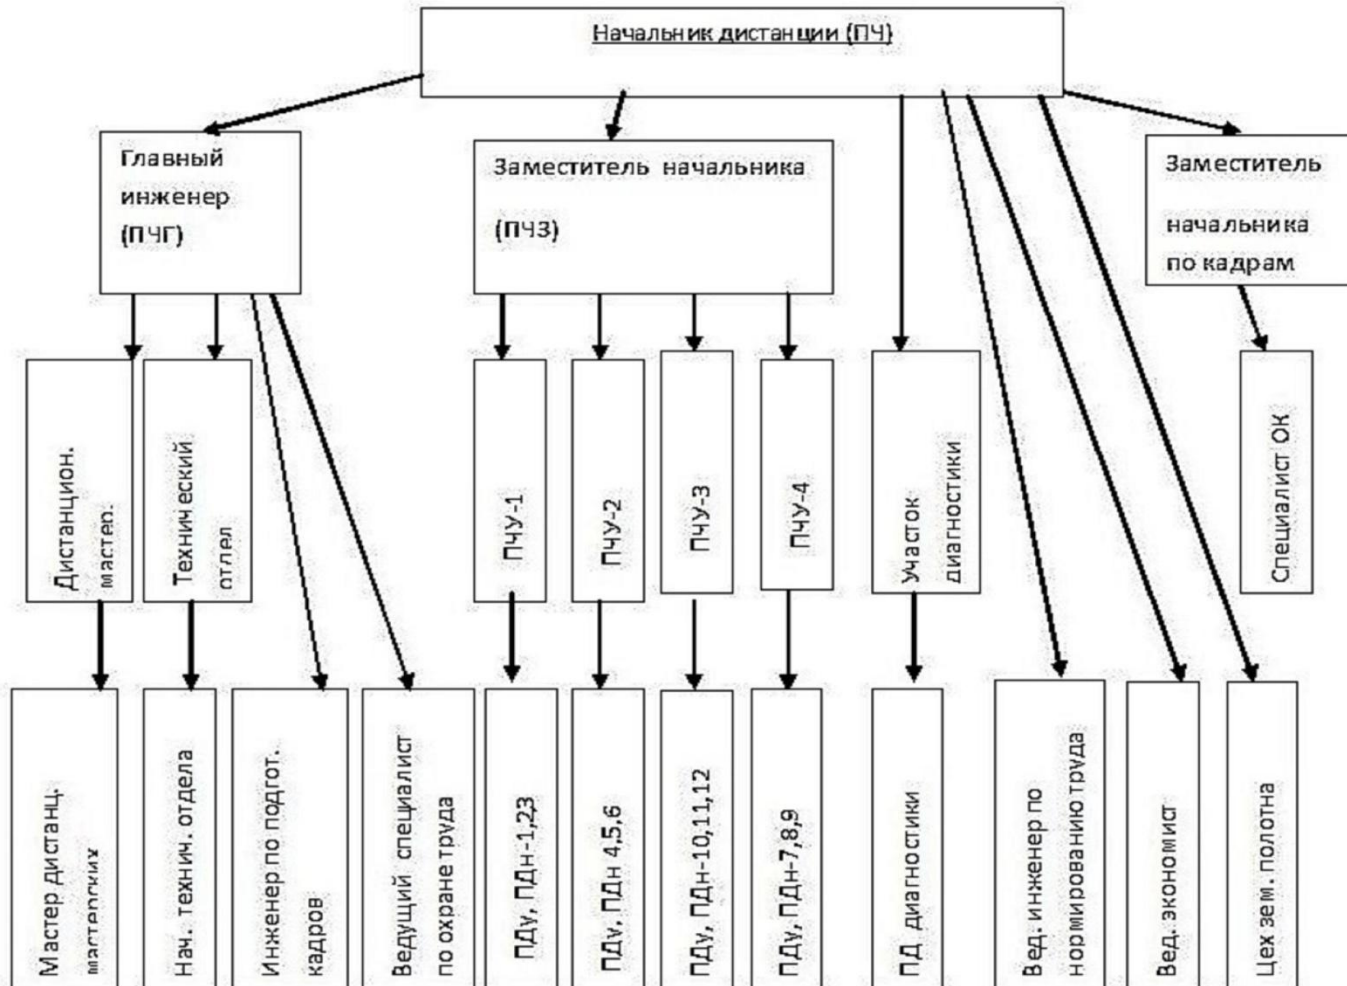 Начальник дистанции (ПЧ)
Главный
инженер
(ПЧГ)
Заместитель начальника
(ПЧЗ)
Заместитель
начальника
по кадрам
Дистанцион.
мастер.
Технический
отдел
ПЧУ-1
ПЧУ-2
ПЧУ-3
ПЧУ-4
Участок
диагностики
Специалист ОК
Мастер дистанц.
мастерских
Нач. технич. отдела
Инженер по подгот.
кадров
Ведущий специалист
по охране труда
ПДу, ПДн-1,2,3
ПДу, ПДн 4,5,6
ПДу, ПДн-10,11,12
ПДу, ПДн-7,8,9
ПД диагностики
Вед. инженер по
нормированию труда
Вед. экономист
Цех зем. полотна